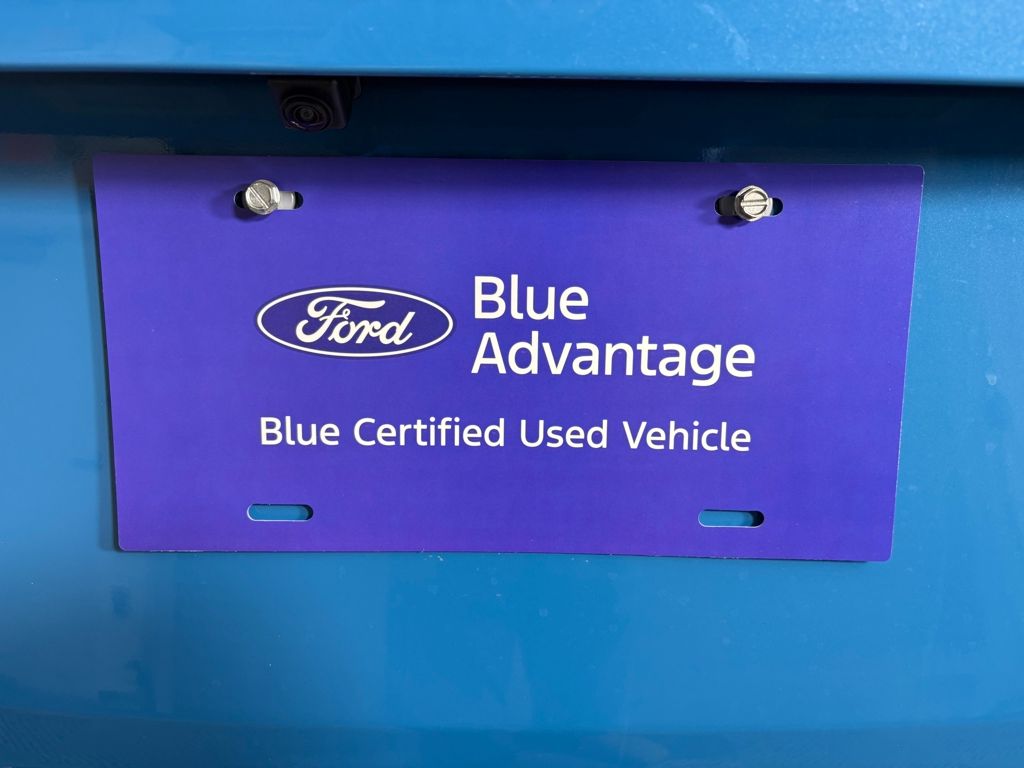 Ford
Blue
Advantage
Blue Certified Used Vehicle